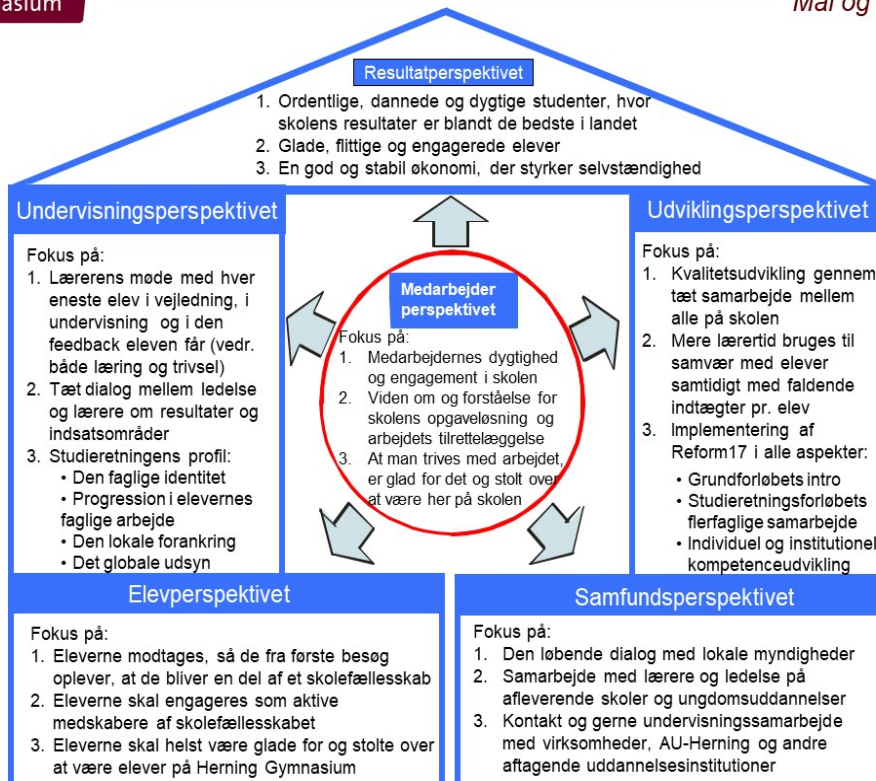 Mål og
Resultatperspektivet
1. Ordentlige, dannede og dygtige studenter, hvor
skolens resultater er blandt de bedste i landet
2. Glade, flittige og engagerede elever
3. En god og stabil økonomi, der styrker selvstændighed
Undervisningsperspektivet
Fokus på:
1. Lærerens møde med hver
eneste elev i vejledning, i
undervisning og i den
feedback eleven får (vedr.
både læring og trivsel)
2. Tæt dialog mellem ledelse
og lærere om resultater og
indsatsområder
3. Studieretningens profil:
• Den faglige identitet
• Progression i elevernes
faglige arbejde
• Den lokale forankring
• Det globale udsyn
Medarbejder
perspektivet
Fokus på:
1. Medarbejdernes dygtighed
og engagement i skolen
2. Viden om og forståelse for
skolens opgaveløsning og
arbejdets tilrettelæggelse
3. At man trives med arbejdet,
er glad for det og stolt over
at være her på skolen
Udviklingsperspektivet
Fokus på:
1. Kvalitetsudvikling gennem
tæt samarbejde mellem
alle på skolen
2. Mere lærertid bruges til
samvær med elever
samtidigt med faldende
indtægter pr. elev
3. Implementering af
Reform17 i alle aspekter:
• Grundforløbets intro
• Studieretningsforløbets
flerfaglige samarbejde
• Individuel og institutionel
kompetenceudvikling
Elevperspektivet
Fokus på:
1. Eleverne modtages, så de fra første besøg
oplever, at de bliver en del af et skolefællesskab
2. Eleverne skal engageres som aktive
medskabere af skolefællesskabet
3. Eleverne skal helst være glade for og stolte over
at være elever på Herning Gymnasium
Samfundsperspektivet
Fokus på:
1. Den løbende dialog med lokale myndigheder
2. Samarbejde med lærere og ledelse på
afleverende skoler og ungdomsuddannelser
3. Kontakt og gerne undervisningssamarbejde
med virksomheder, AU-Herning og andre
aftagende uddannelsesinstitutioner